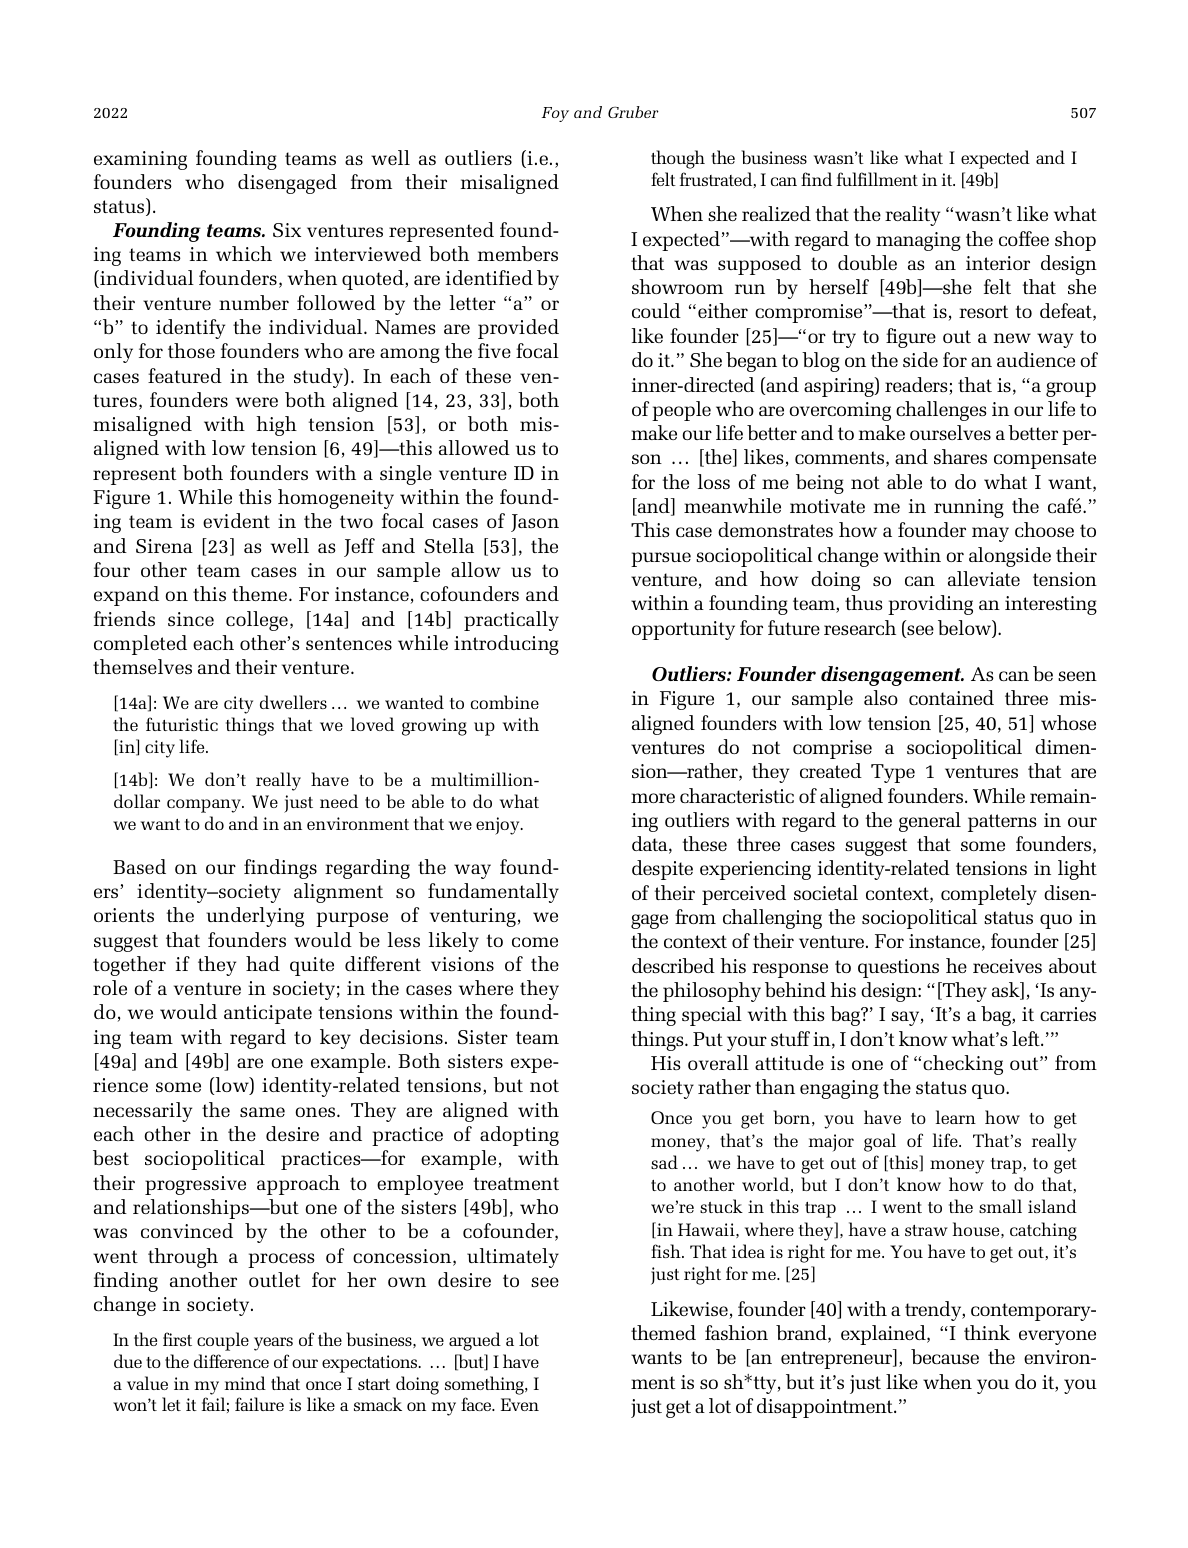 2022
Foy and Gruber
507
examining founding teams as well as outliers (i.e.,
founders who disengaged from their misaligned
status).
Founding teams. Six ventures represented found-
ing teams in which we interviewed both members
(individual founders, when quoted, are identified by
their venture number followed by the letter “a” or
“b” to identify the individual. Names are provided
only for those founders who are among the five focal
cases featured in the study). In each of these ven-
tures, founders were both aligned [14, 23, 33], both
misaligned with high tension [53], or both mis-
aligned with low tension [6, 49]—this allowed us to
represent both founders with a single venture ID in
Figure 1. While this homogeneity within the found-
ing team is evident in the two focal cases of Jason
and Sirena [23] as well as Jeff and Stella [53], the
four other team cases in our sample allow us to
expand on this theme. For instance, cofounders and
friends since college, [14a] and [14b] practically
completed each other’s sentences while introducing
themselves and their venture.
[14a]: We are city dwellers … we wanted to combine
the futuristic things that we loved growing up with
[in] city life.
[14b]: We don’t really have to be a multimillion-
dollar company. We just need to be able to do what
we want to do and in an environment that we enjoy.
Based on our findings regarding the way found-
ers’ identity–society alignment so fundamentally
orients the underlying purpose of venturing, we
suggest that founders would be less likely to come
together if they had quite different visions of the
role of a venture in society; in the cases where they
do, we would anticipate tensions within the found-
ing team with regard to key decisions. Sister team
[49a] and [49b] are one example. Both sisters expe-
rience some (low) identity-related tensions, but not
necessarily the same ones. They are aligned with
each other in the desire and practice of adopting
best sociopolitical practices—for example, with
their progressive approach to employee treatment
and relationships—but one of the sisters [49b], who
was convinced by the other to be a cofounder,
went through a process of concession, ultimately
finding another outlet for her own desire to see
change in society.
In the first couple years of the business, we argued a lot
due to the difference of our expectations. … [but] I have
a value in my mind that once I start doing something, I
won’t let it fail; failure is like a smack on my face. Even
though the business wasn’t like what I expected and I
felt frustrated, I can find fulfillment in it. [49b]
When she realized that the reality “wasn’t like what
I expected”—with regard to managing the coffee shop
that was supposed to double as an interior design
showroom run by herself [49b]—she felt that she
could “either compromise”—that is, resort to defeat,
like founder [25]—“or try to figure out a new way to
do it.” She began to blog on the side for an audience of
inner-directed (and aspiring) readers; that is, “a group
of people who are overcoming challenges in our life to
make our life better and to make ourselves a better per-
son … [the] likes, comments, and shares compensate
for the loss of me being not able to do what I want,
[and] meanwhile motivate me in running the café.”
This case demonstrates how a founder may choose to
pursue sociopolitical change within or alongside their
venture, and how doing so can alleviate tension
within a founding team, thus providing an interesting
opportunity for future research (see below).
Outliers: Founder disengagement. As can be seen
in Figure 1, our sample also contained three mis-
aligned founders with low tension [25, 40, 51] whose
ventures do not comprise a sociopolitical dimen-
sion—rather, they created Type 1 ventures that are
more characteristic of aligned founders. While remain-
ing outliers with regard to the general patterns in our
data, these three cases suggest that some founders,
despite experiencing identity-related tensions in light
of their perceived societal context, completely disen-
gage from challenging the sociopolitical status quo in
the context of their venture. For instance, founder [25]
described his response to questions he receives about
the philosophy behind his design: “[They ask], ‘Is any-
thing special with this bag?’ I say, ‘It’s a bag, it carries
things. Put your stuff in, I don’t know what’s left.’”
His overall attitude is one of “checking out” from
society rather than engaging the status quo.
Once you get born, you have to learn how to get
money, that’s the major goal of life. That’s really
sad … we have to get out of [this] money trap, to get
to another world, but I don’t know how to do that,
we’re stuck in this trap … I went to the small island
[in Hawaii, where they], have a straw house, catching
fish. That idea is right for me. You have to get out, it’s
just right for me. [25]
Likewise, founder [40] with a trendy, contemporary-
themed fashion brand, explained, “I think everyone
wants to be [an entrepreneur], because the environ-
ment is so sh*tty, but it’s just like when you do it, you
just get a lot of disappointment.”